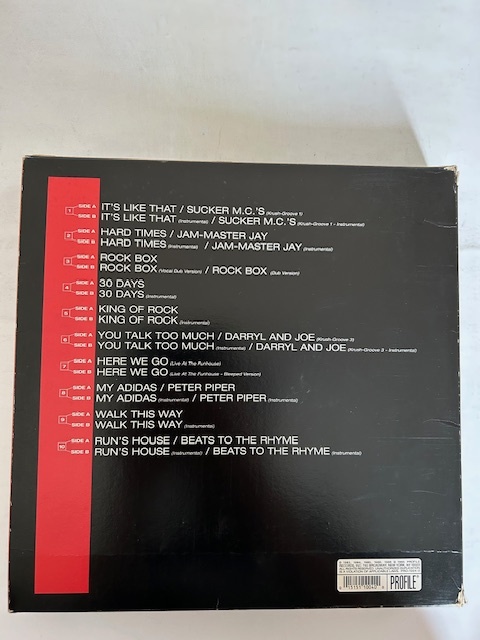 1 SIDE A IT'S LIKE THAT / SUCKER M.C.'S (Krush-Groove 1)
SIDE B IT'S LIKE THAT (Instrumental) / SUCKER M.C.'S (Krush-Groove 1 - Instrumental)
2 SIDE A HARD TIMES / JAM-MASTER JAY
SIDE B HARD TIMES (Instrumental) / JAM-MASTER JAY (Instrumental)
3 SIDE A ROCK BOX
SIDE B ROCK BOX (Vocal Dub Version) / ROCK BOX (Dub Version)
4 SIDE A 30 DAYS
SIDE B 30 DAYS (Instrumental)
5 SIDE A KING OF ROCK
SIDE B KING OF ROCK (Instrumental)
6 SIDE A YOU TALK TOO MUCH / DARRYL AND JOE (Krush-Groove 3)
SIDE B YOU TALK TOO MUCH (Instrumental) / DARRYL AND JOE (Krush-Groove 3 - Instrumental)
7 SIDE A HERE WE GO (Live At The Funhouse)
SIDE B HERE WE GO (Live At The Funhouse - Bleeped Version)
8 SIDE A MY ADIDAS / PETER PIPER
SIDE B MY ADIDAS (Instrumental) / PETER PIPER (Instrumental)
9 SIDE A WALK THIS WAY
SIDE B WALK THIS WAY (Instrumental)
10 SIDE A RUN'S HOUSE / BEATS TO THE RHYME
SIDE B RUN'S HOUSE (Instrumental) / BEATS TO THE RHYME (Instrumental)
PROFILE